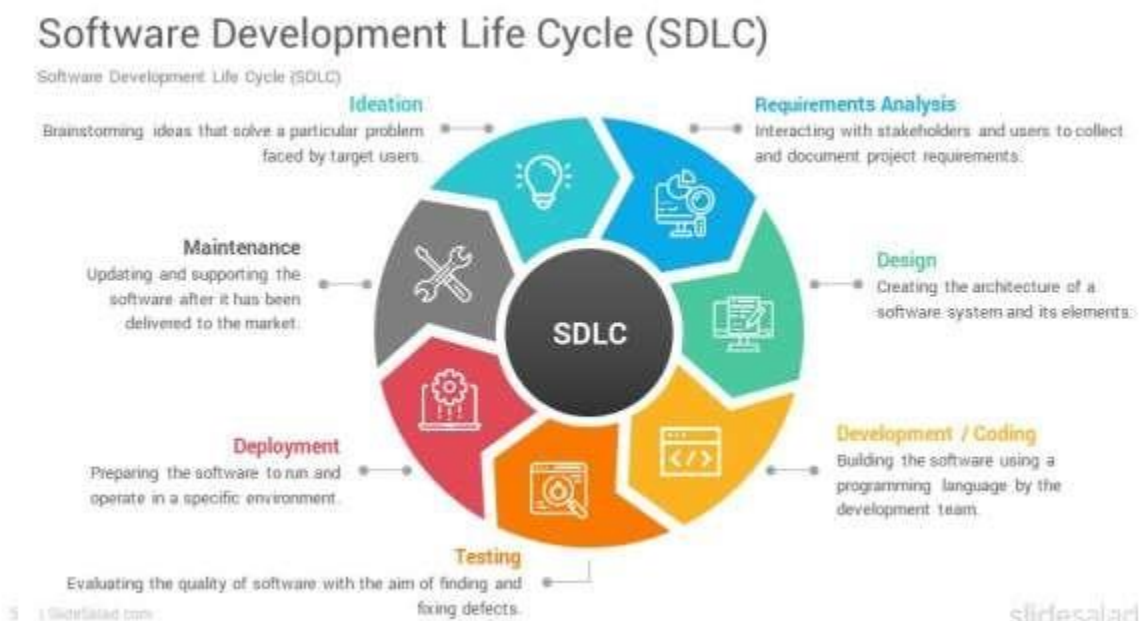 Software Development Life Cycle (SDLC)
Software Development Life Cycle (SDLC)
Ideation
Brainstorming ideas that solve a particular problem
faced by target users.
Requirements Analysis
Interacting with stakeholders and users to collect
and document project requirements.
Design
Creating the architecture of a
software system and its elements.
Development / Coding
Building the software using a
programming language by the
development team.
Testing
Evaluating the quality of software with the aim of finding and
fixing defects.
Deployment
Preparing the software to run and
operate in a specific environment.
Maintenance
Updating and supporting the
software after it has been
delivered to the market.
SDLC
</>
5 | SlideSalad.com
slidesalad